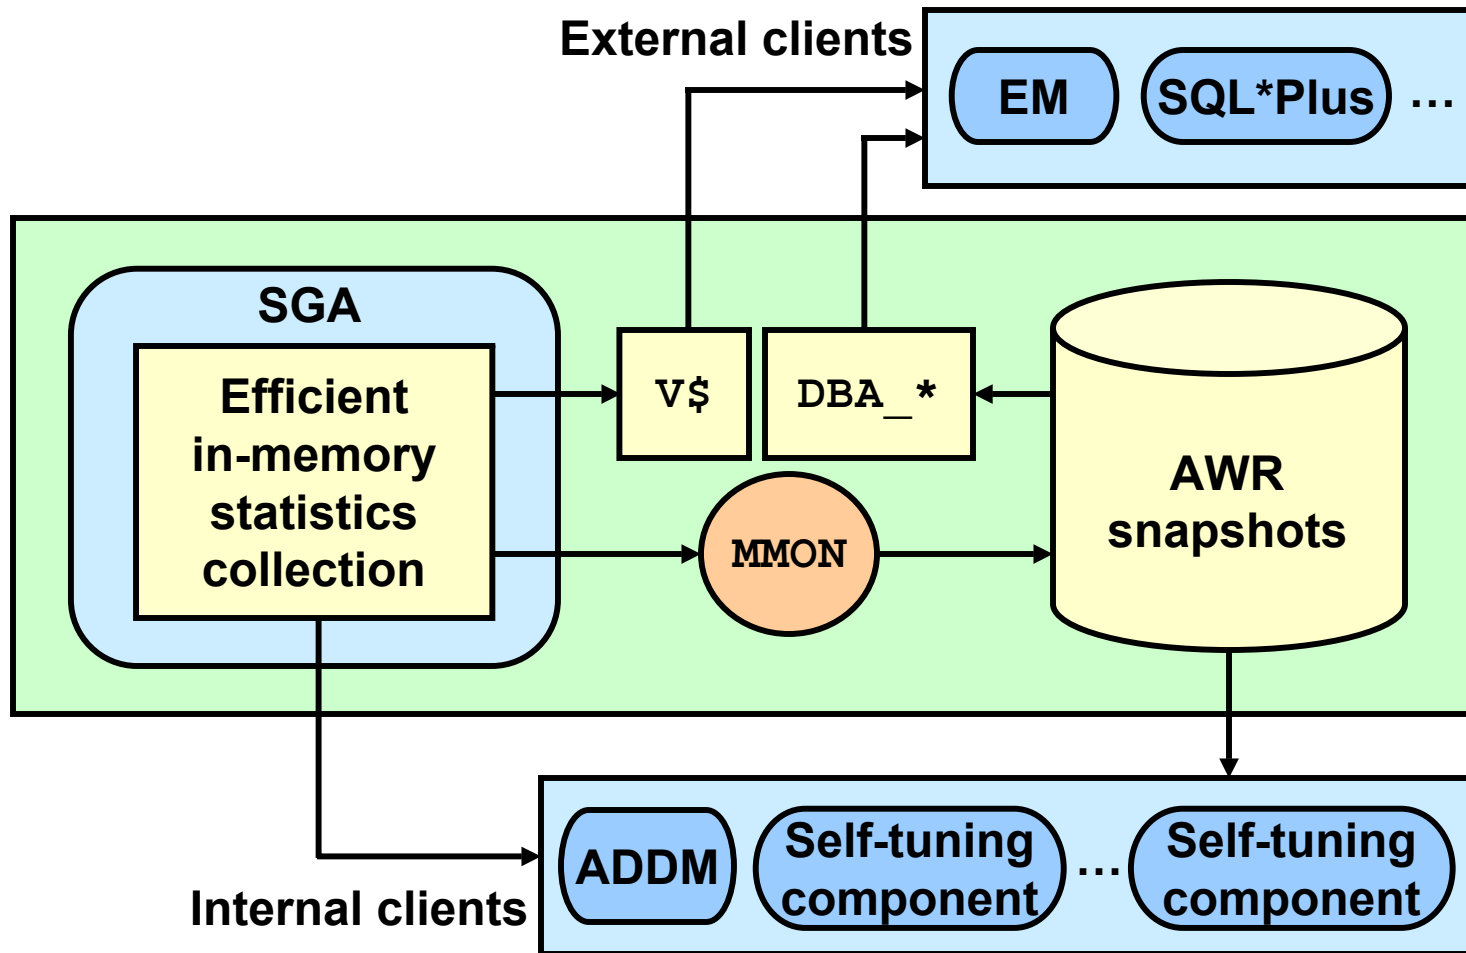 External clients
EM
SQL*Plus
...
SGA
Efficient
in-memory
statistics
collection
V$
DBA_*
MMON
AWR
snapshots
Internal clients
ADDM
Self-tuning
component
...
Self-tuning
component